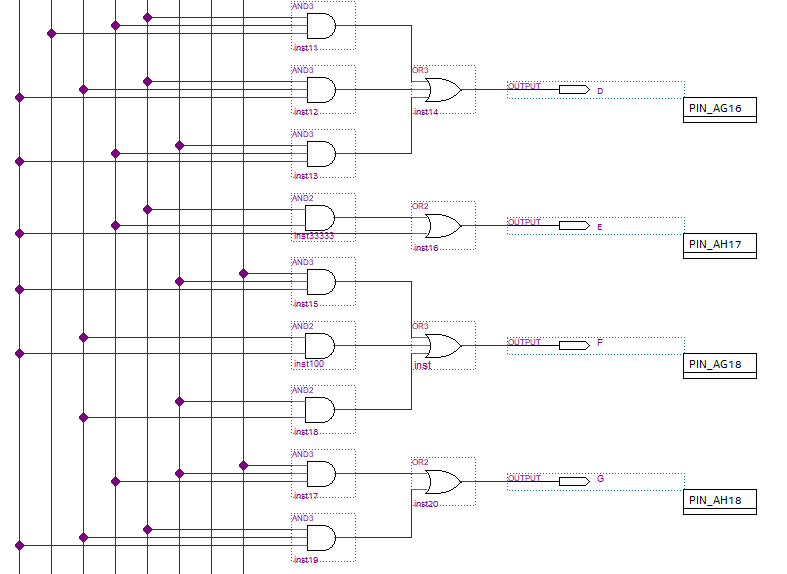 AND3
inst11
AND3
inst12
OR3
inst14
OUTPUT
D
PIN_AG16
AND3
inst13
AND2
inst33333
OR2
inst16
OUTPUT
E
PIN_AH17
AND3
inst15
AND2
inst100
OR3
inst
OUTPUT
F
PIN_AG18
AND2
inst18
AND3
inst17
OR2
inst20
OUTPUT
G
PIN_AH18
AND3
inst19